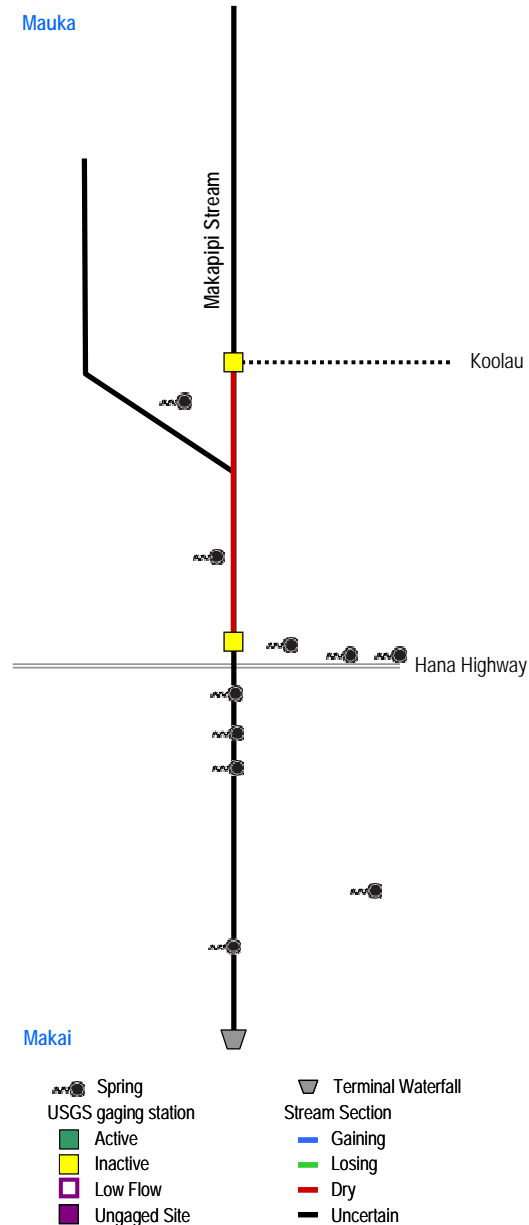 Mauka
Makapipi Stream
Koolau
Hana Highway
Makai
Spring
Terminal Waterfall
USGS gaging station
Stream Section
Active
Gaining
Inactive
Losing
Low Flow
Dry
Ungaged Site
Uncertain